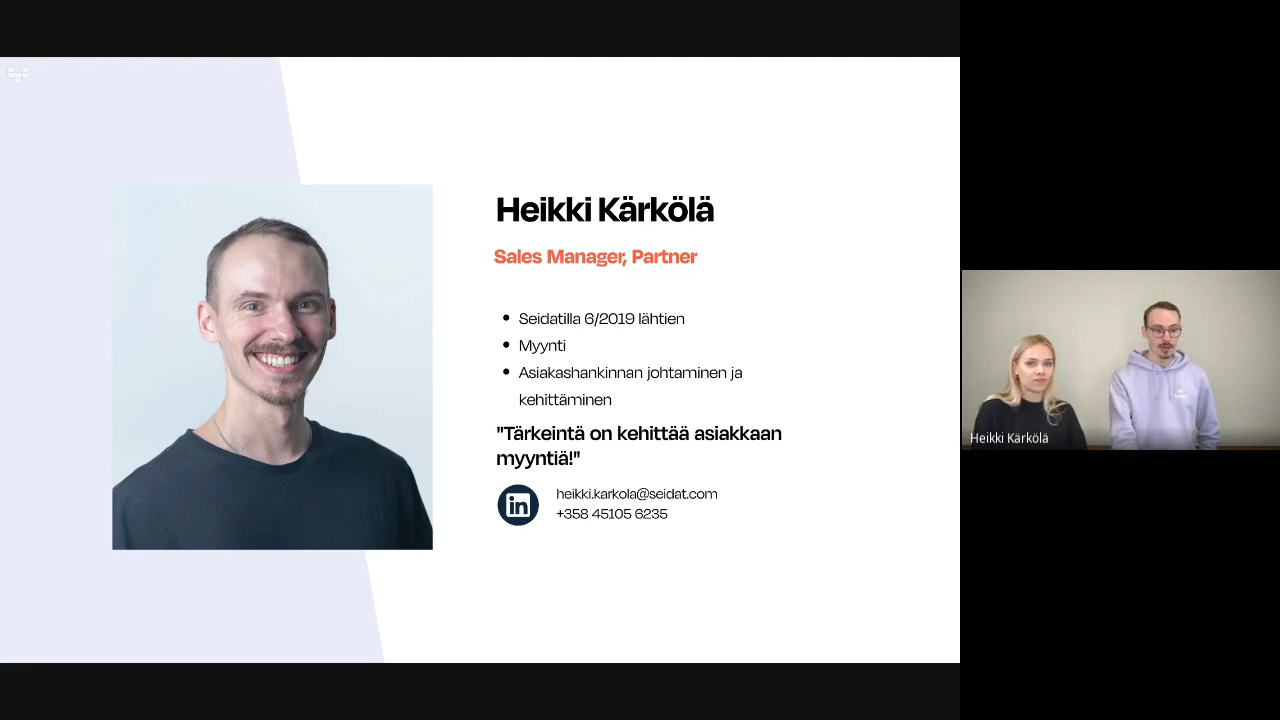 Heikki Kärkölä
Sales Manager, Partner
• Seidatilla 6/2019 lähtien
• Myynti
• Asiakashankinnan johtaminen ja
kehittäminen
"Tärkeintä on kehittää asiakkaan
myyntiä!"
in
heikki.karkola@seidat.com
+358 45105 6235
Heikki Kärkölä